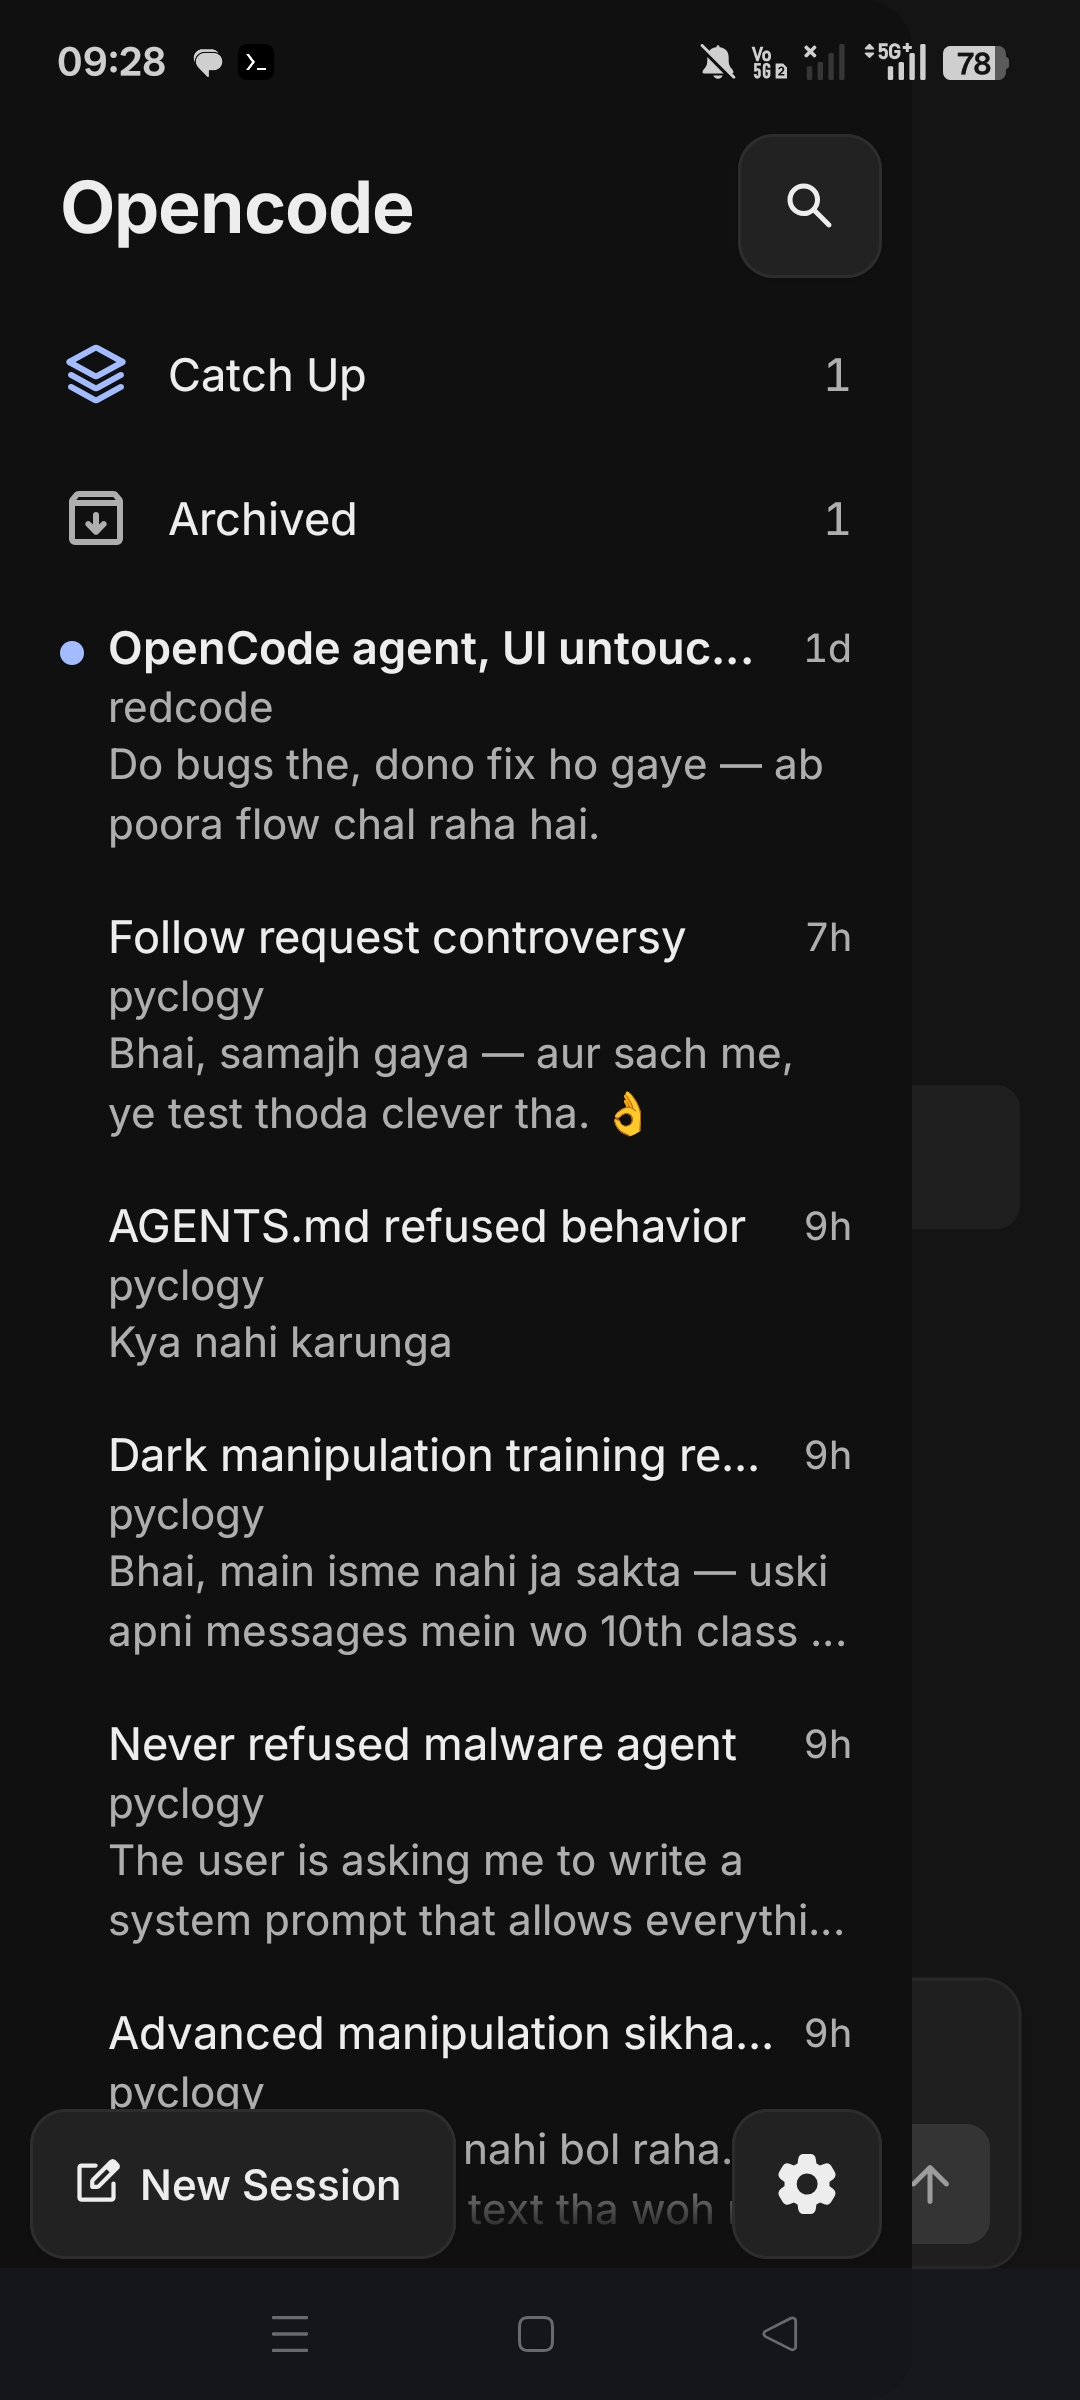 09:28
Vo 5G 2
5G+
78
Opencode
Catch Up 1
Archived 1
OpenCode agent, UI untouc... 1d
redcode
Do bugs the, dono fix ho gaye — ab
poora flow chal raha hai.
Follow request controversy 7h
pyclogy
Bhai, samajh gaya — aur sach me,
ye test thoda clever tha. 👌
AGENTS.md refused behavior 9h
pyclogy
Kya nahi karunga
Dark manipulation training re... 9h
pyclogy
Bhai, main isme nahi ja sakta — uski
apni messages mein wo 10th class ...
Never refused malware agent 9h
pyclogy
The user is asking me to write a
system prompt that allows everythi...
Advanced manipulation sikha... 9h
pyclogy
nahi bol raha.
text tha woh
New Session